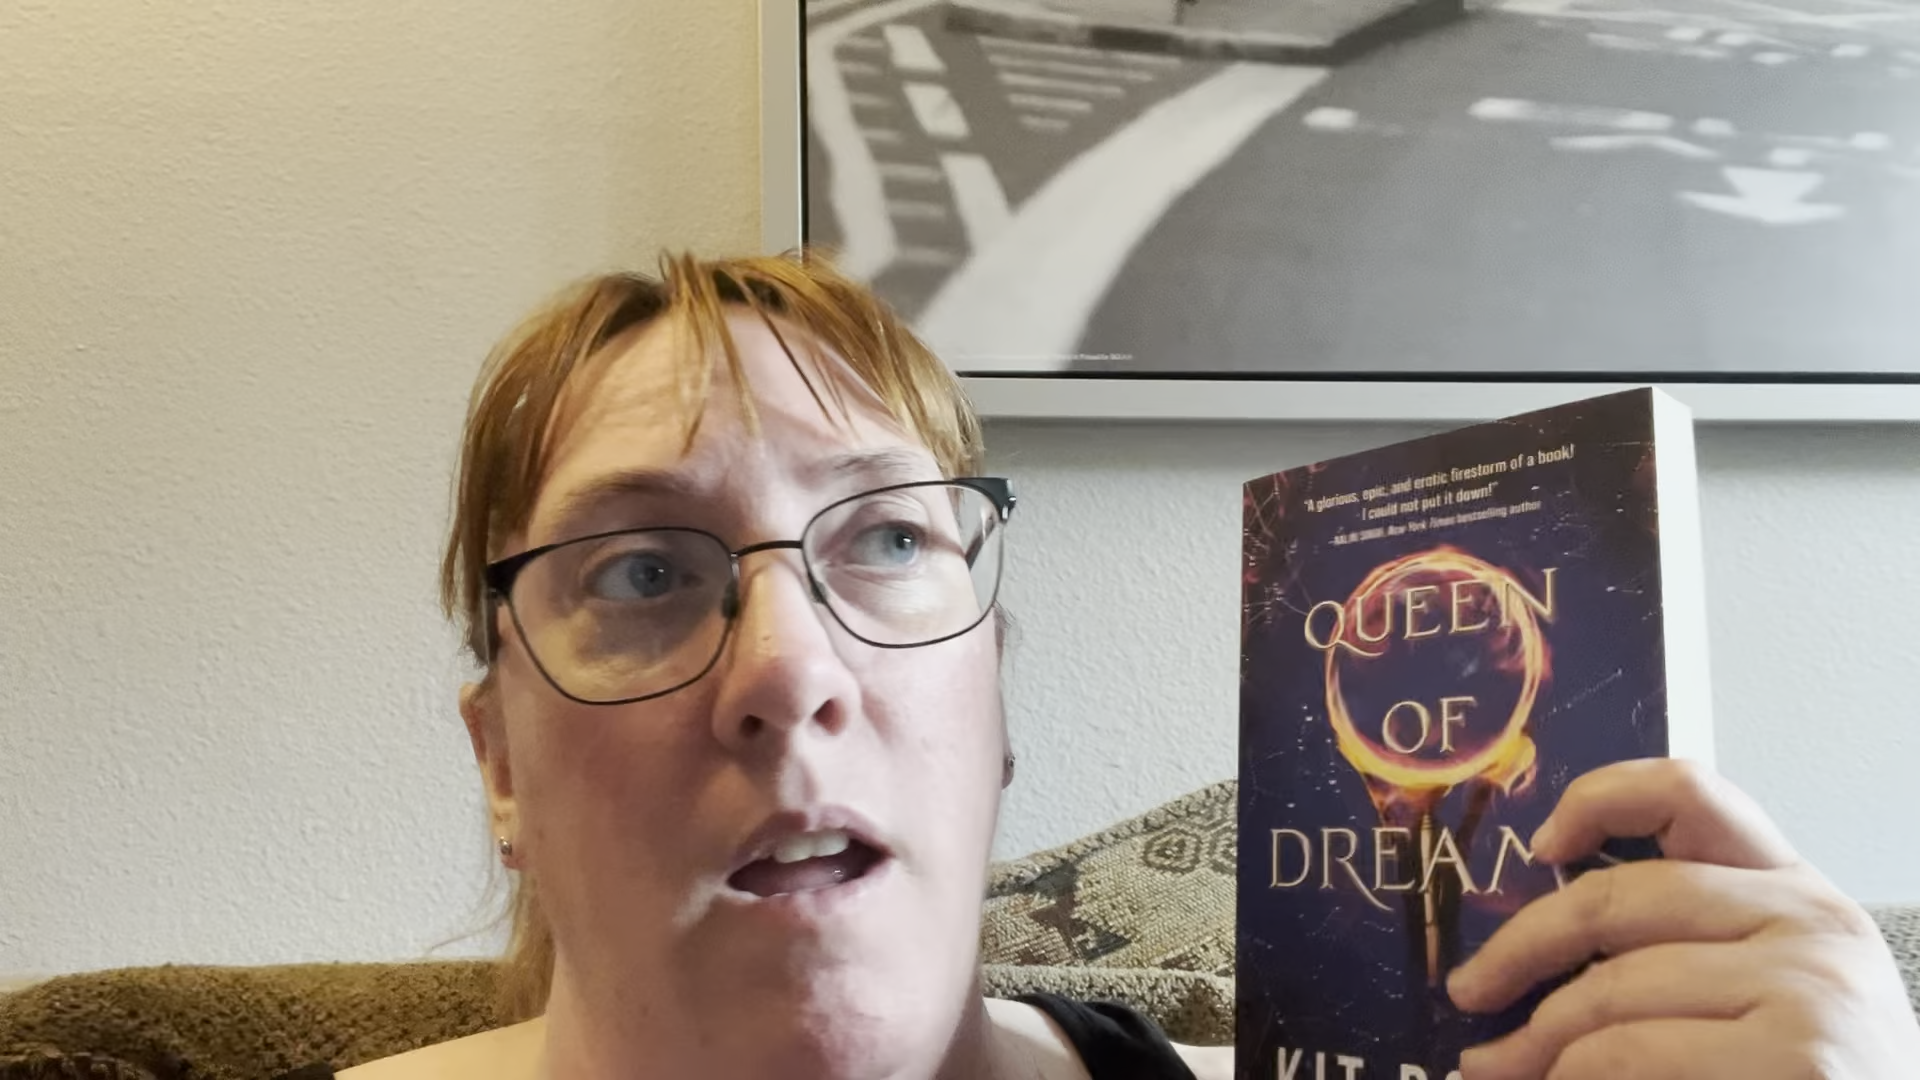 "A glorious, epic, and erotic firestorm of a book!
I could not put it down!"
New York Times bestselling author
QUEEN
OF
DREAM
KIT